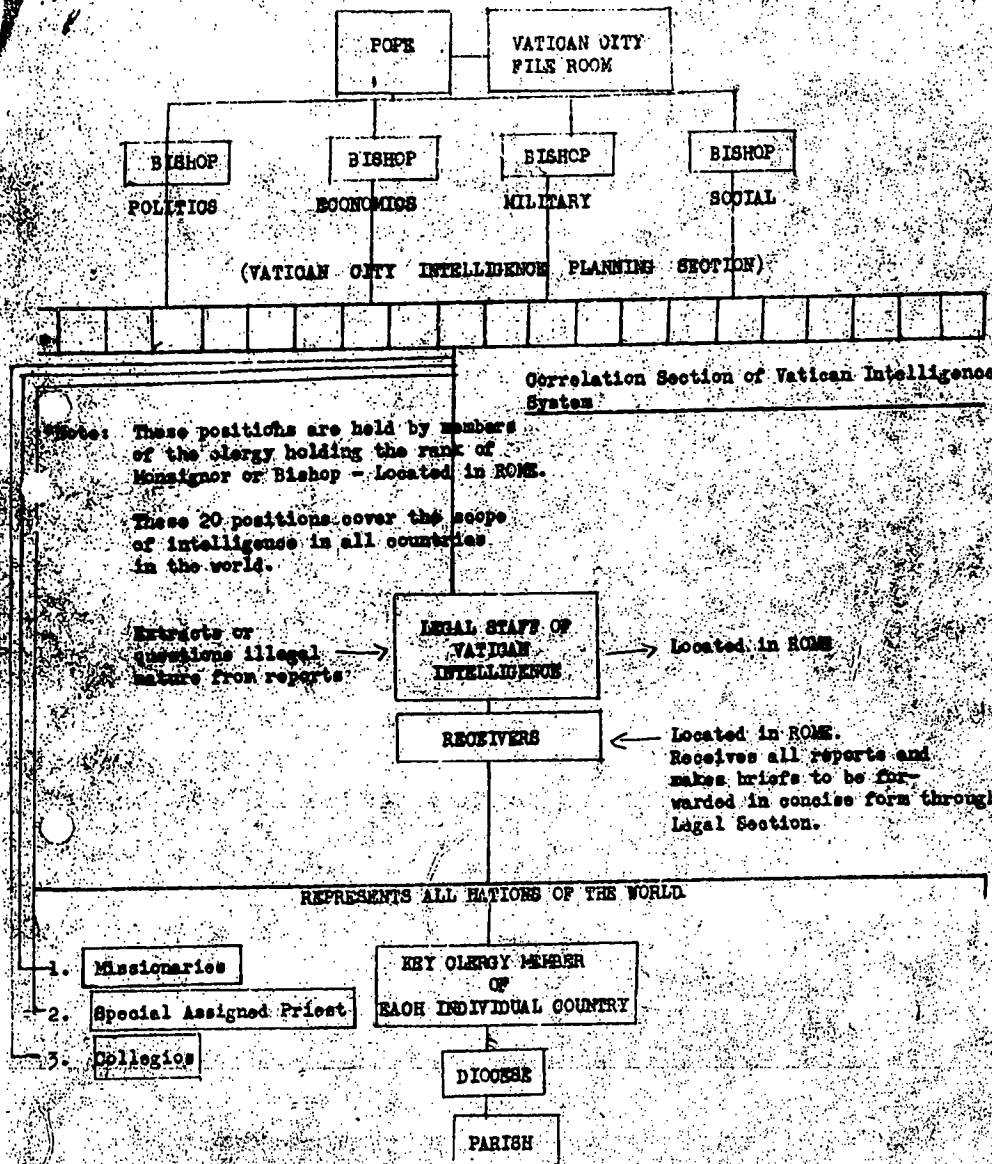 POPE
VATICAN CITY
FILE ROOM
BISHOP
BISHOP
BISHOP
BISHOP
POLITICS
ECONOMICS
MILITARY
SOCIAL
(VATICAN CITY INTELLIGENCE PLANNING SECTION)
Correlation Section of Vatican Intelligence
System
Note: These positions are held by members
of the clergy holding the rank of
Monsignor or Bishop - Located in ROME.
These 20 positions cover the scope
of intelligence in all countries
in the world.
Extracts or
questions illegal
nature from reports
LEGAL STAFF OF
VATICAN
INTELLIGENCE
Located in ROME
RECEIVERS
Located in ROME.
Receives all reports and
makes briefs to be for-
warded in concise form through
Legal Section.
REPRESENTS ALL NATIONS OF THE WORLD
1. Missionaries
2. Special Assigned Priest
3. Collegios
KEY CLERGY MEMBER
OF
EACH INDIVIDUAL COUNTRY
DIOCESE
PARISH